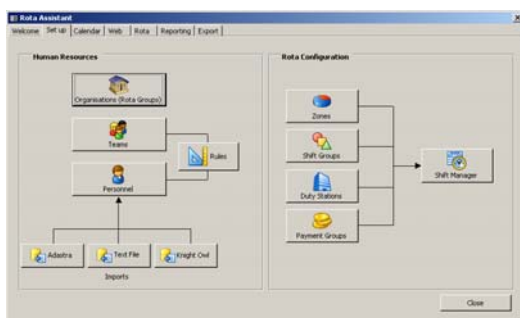 Rota Assistant
Welcome Set up Calendar Web Rota Reporting Export
Human Resources
Organisations (Rota Groups)
Teams
Rules
Personnel
Adastra Text File Knight Owl
Imports
Rota Configuration
Zones
Shift Groups
Duty Stations
Payment Groups
Shift Manager
Close